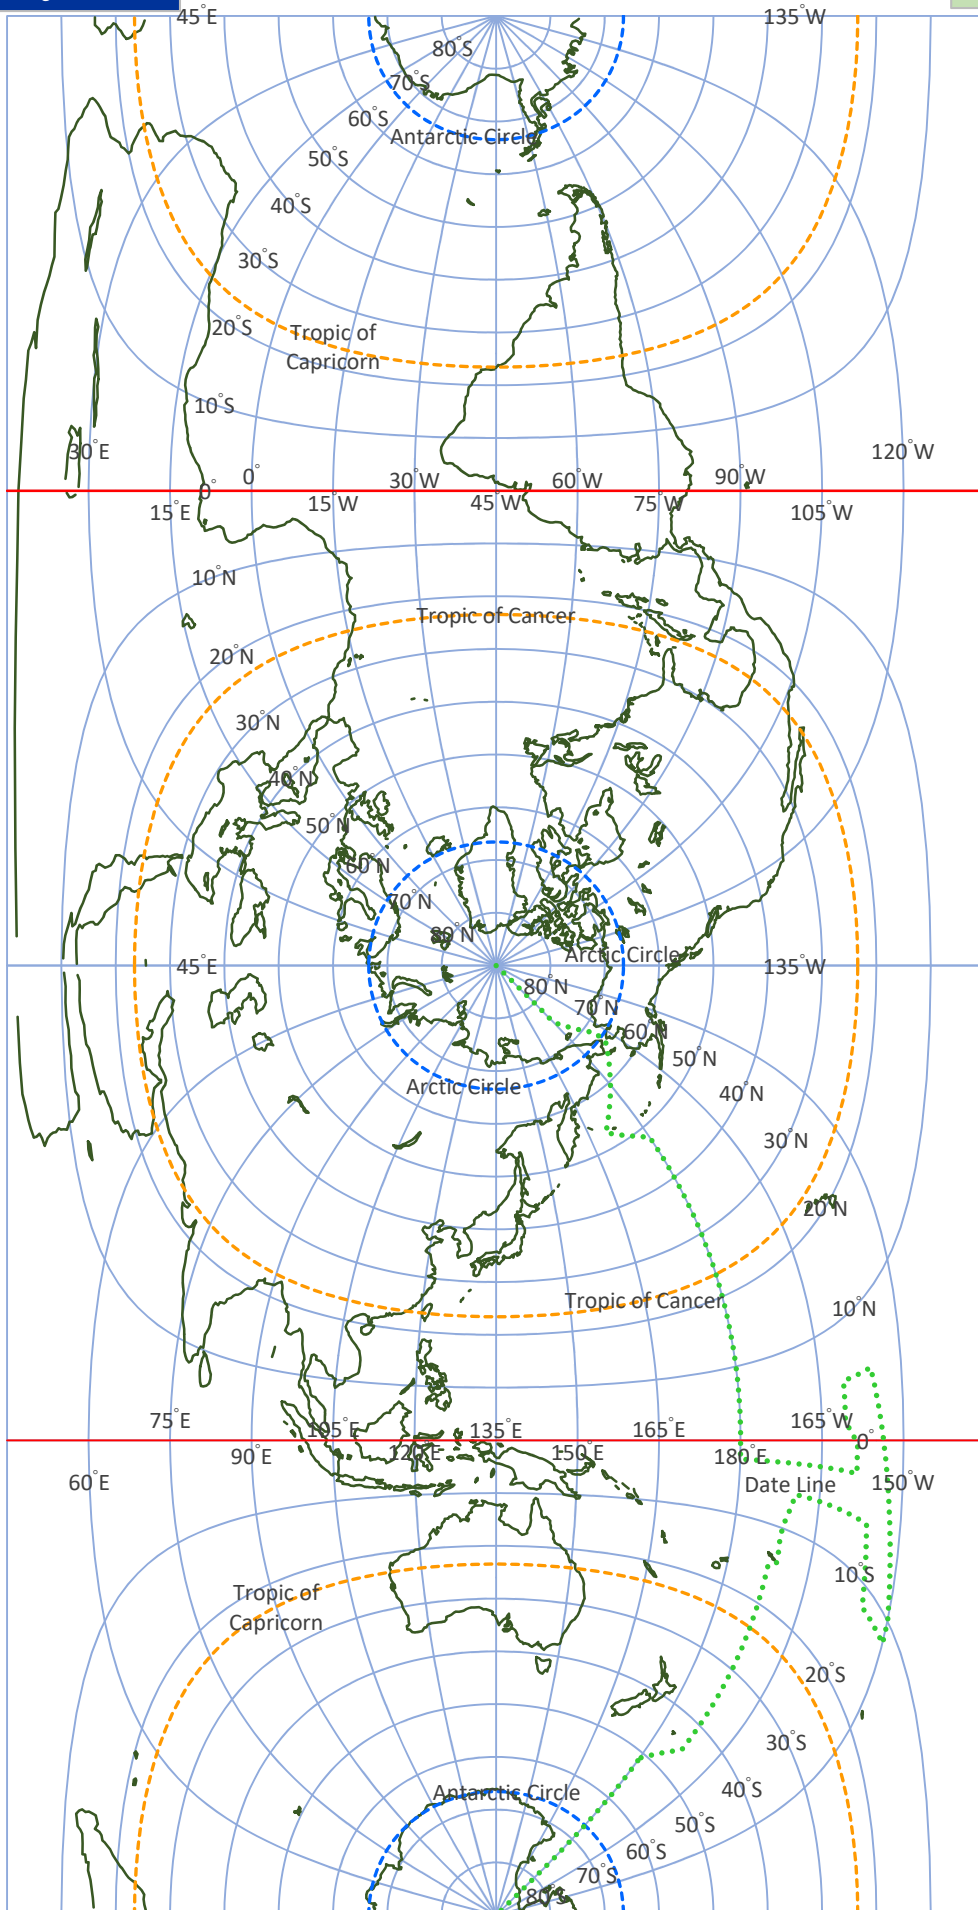 45°E
135°W
80°S
70°S
60°S
Antarctic Circle
50°S
40°S
30°S
20°S
Tropic of
Capricorn
10°S
30°E
120°W
0°
30°W
60°W
90°W
0°
15°E
15°W
45°W
75°W
105°W
10°N
Tropic of Cancer
20°N
30°N
40°N
50°N
60°N
70°N
80°N
Arctic Circle
45°E
135°W
80°N
70°N
60°N
50°N
Arctic Circle
40°N
30°N
20°N
Tropic of Cancer
10°N
75°E
105°E
135°E
165°E
165°W
0°
90°E
120°E
150°E
180°E
60°E
Date Line
150°W
10°S
Tropic of
Capricorn
20°S
30°S
Antarctic Circle
40°S
50°S
60°S
70°S
80°S